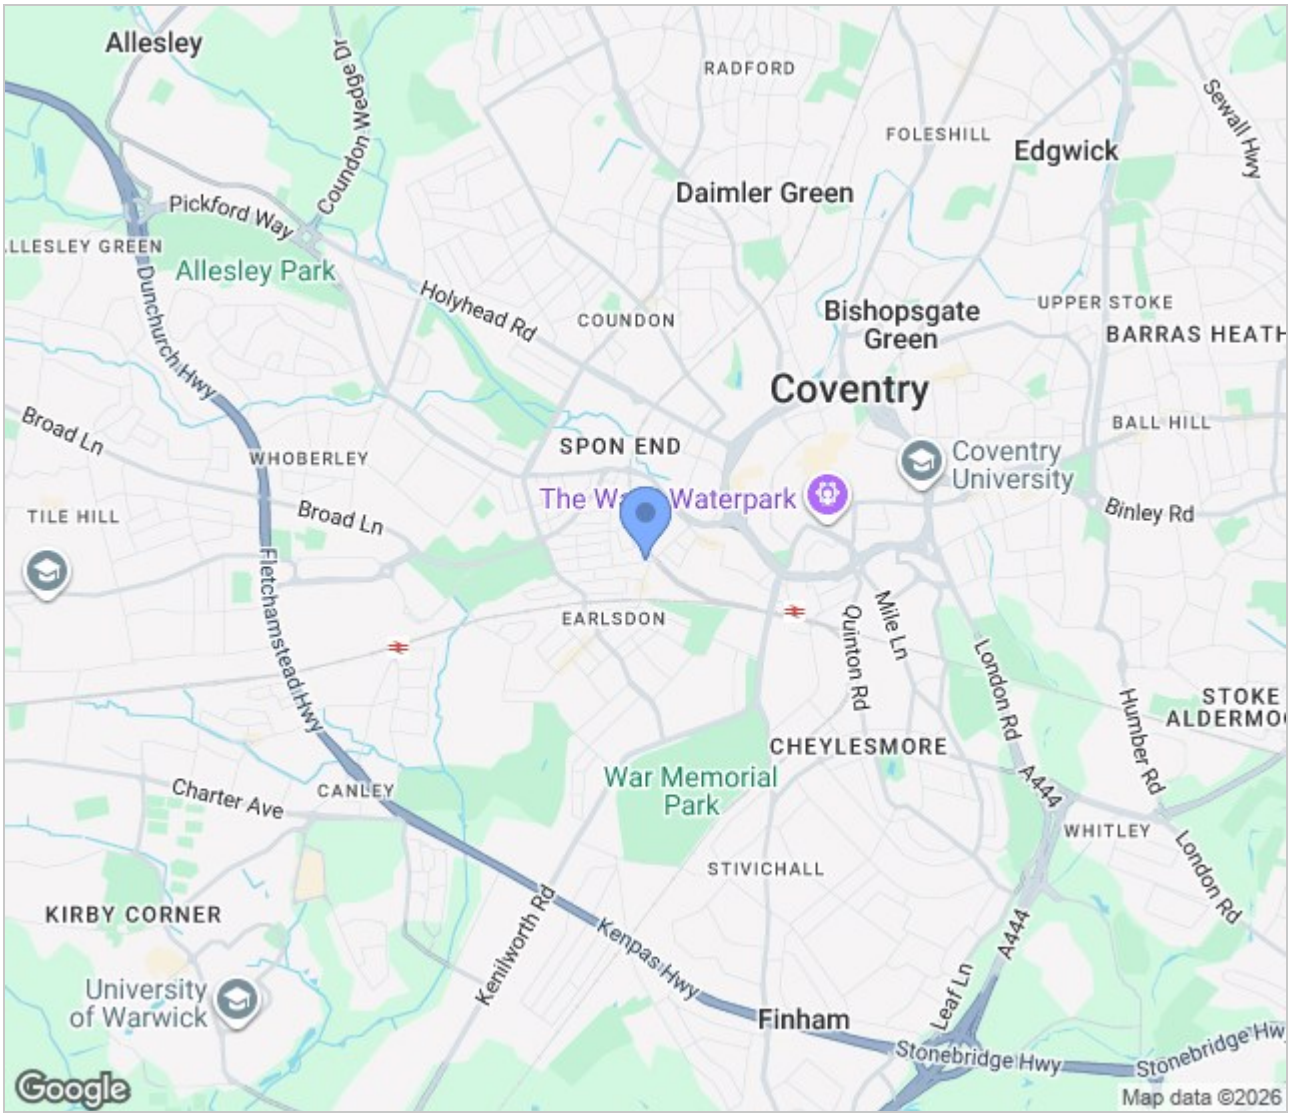 Allesley
Coundon Wedge Dr
RADFORD
Sewall Hwy
FOLESHILL
Edgwick
Daimler Green
Pickford Way
ALLESLEY GREEN
Allesley Park
Dunchurch Hwy
Holyhead Rd
COUNDON
Bishopsgate
Green
UPPER STOKE
BARRAS HEATH
Coventry
Broad Ln
WHOBERLEY
SPON END
BALL HILL
Coventry
University
The Wave Waterpark
Binley Rd
TILE HILL
Broad Ln
Fletchamstead Hwy
EARLSDON
Mile Ln
Quinton Rd
London Rd
Humber Rd
STOKE
ALDERMO
CHEYLESMORE
War Memorial
Park
A444
Charter Ave
CANLEY
WHITLEY
London Rd
STIVICHALL
KIRBY CORNER
Kenilworth Rd
Kenpas Hwy
A444
Leaf Ln
University
of Warwick
Finham
Stonebridge Hwy
Stonebridge Hw
Google
Map data ©2026